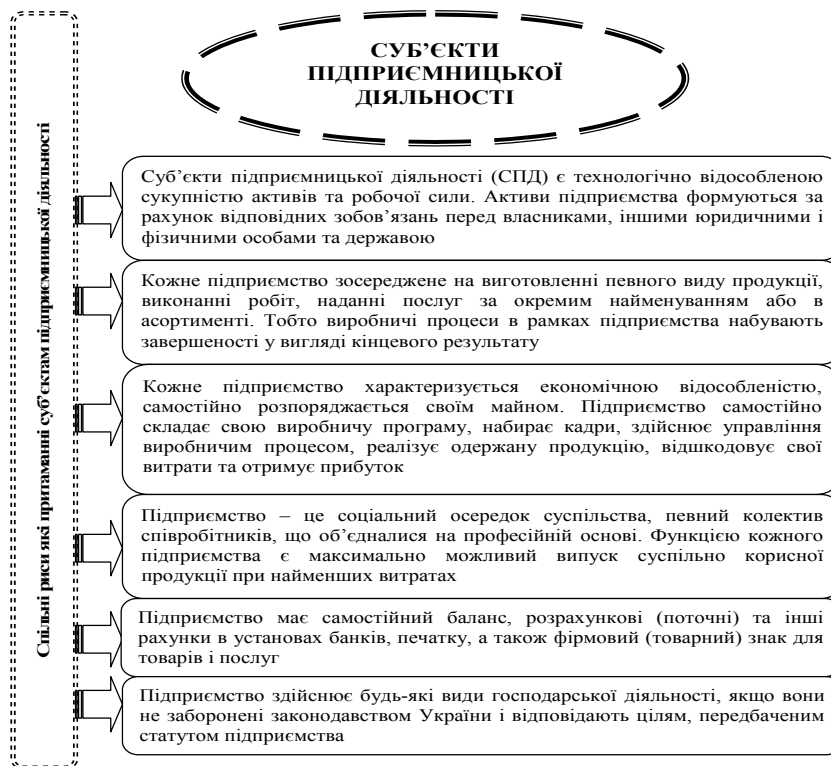 СУБ’ЄКТИ
ПІДПРИЄМНИЦЬКОЇ
ДІЯЛЬНОСТІ
Спільні риси які притаманні суб’єктам підприємницької діяльності
Суб’єкти підприємницької діяльності (СПД) є технологічно відособленою
сукупністю активів та робочої сили. Активи підприємства формуються за
рахунок відповідних зобов’язань перед власниками, іншими юридичними і
фізичними особами та державою
Кожне підприємство зосереджене на виготовленні певного виду продукції,
виконанні робіт, наданні послуг за окремим найменуванням або в
асортименті. Тобто виробничі процеси в рамках підприємства набувають
завершеності у вигляді кінцевого результату
Кожне підприємство характеризується економічною відособленістю,
самостійно розпоряджається своїм майном. Підприємство самостійно
складає свою виробничу програму, набирає кадри, здійснює управління
виробничим процесом, реалізує одержану продукцію, відшкодовує свої
витрати та отримує прибуток
Підприємство – це соціальний осередок суспільства, певний колектив
співробітників, що об’єдналися на професійній основі. Функцією кожного
підприємства є максимально можливий випуск суспільно корисної
продукції при найменших витратах
Підприємство має самостійний баланс, розрахункові (поточні) та інші
рахунки в установах банків, печатку, а також фірмовий (товарний) знак для
товарів і послуг
Підприємство здійснює будь-які види господарської діяльності, якщо вони
не заборонені законодавством України і відповідають цілям, передбаченим
статутом підприємства